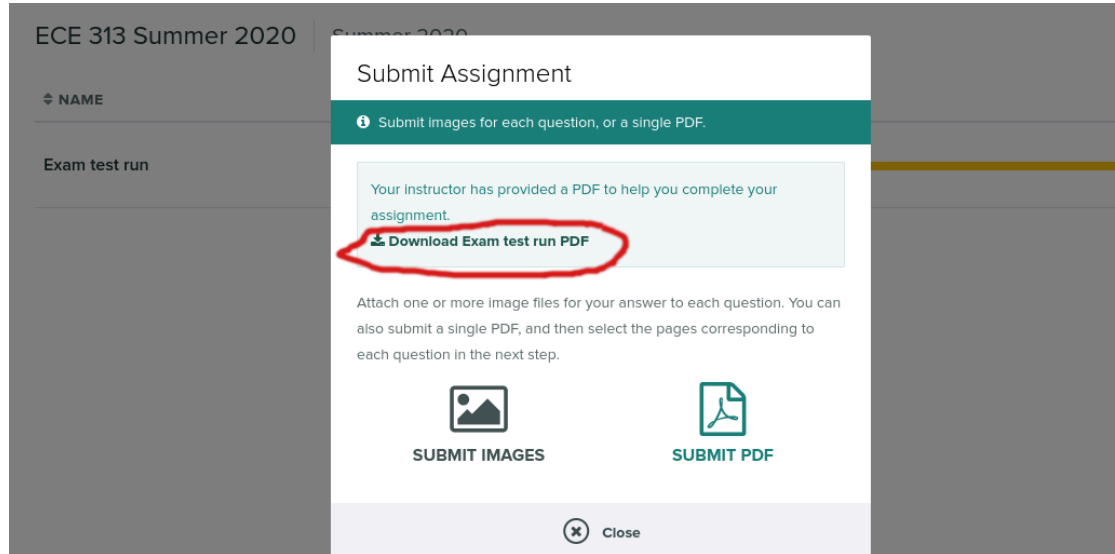 ECE 313 Summer 2020
Summer 2020
NAME
Exam test run
Submit Assignment
Submit images for each question, or a single PDF.
Your instructor has provided a PDF to help you complete your
assignment.
Download Exam test run PDF
Attach one or more image files for your answer to each question. You can
also submit a single PDF, and then select the pages corresponding to
each question in the next step.
SUBMIT IMAGES
SUBMIT PDF
Close